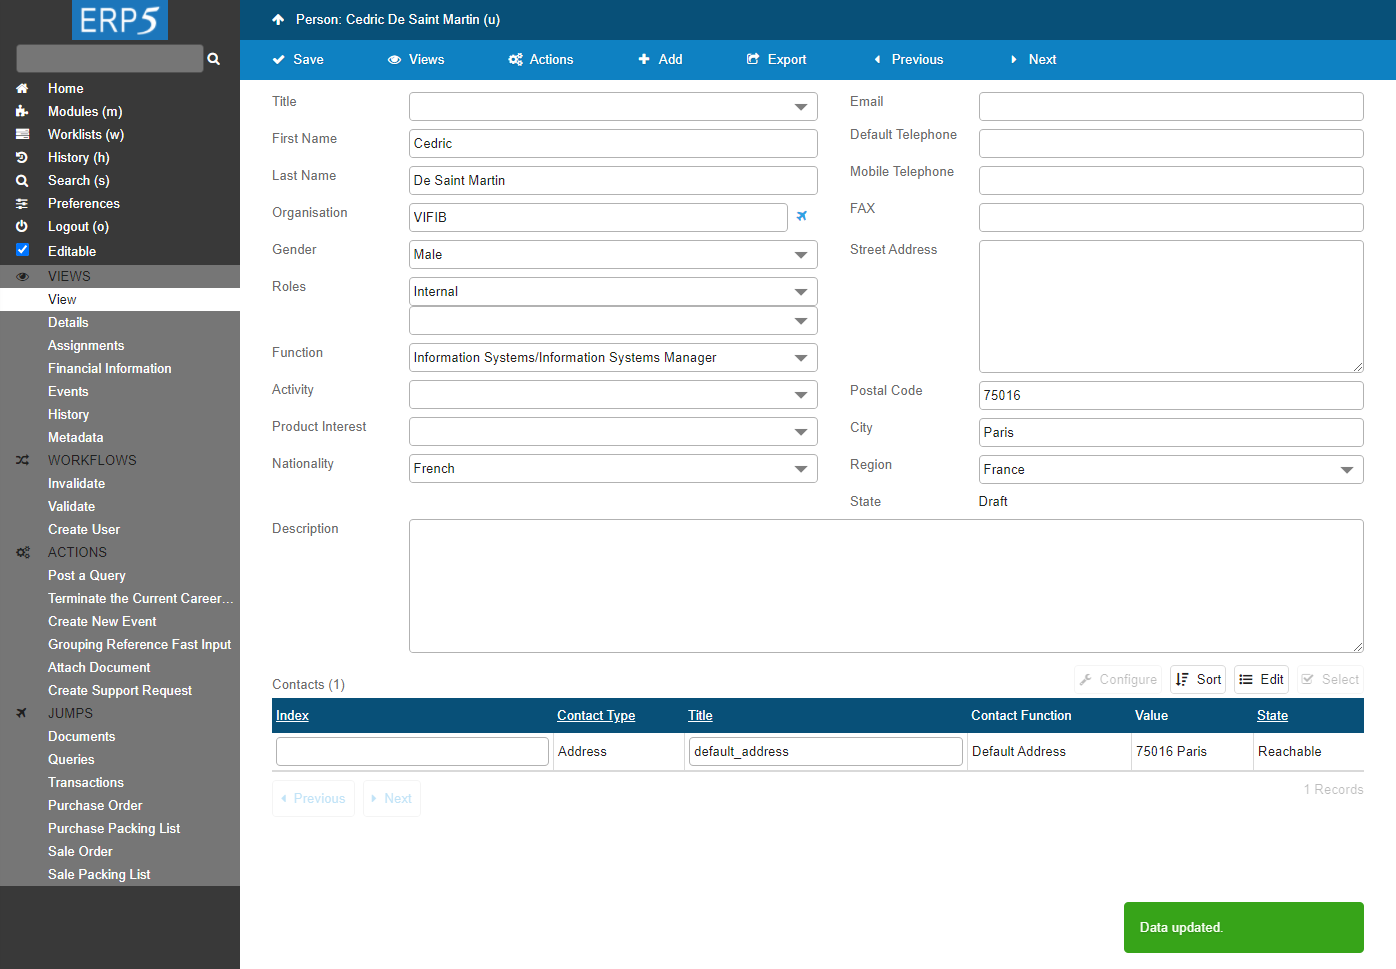 ERP5
Home
Modules (m)
Worklists (w)
History (h)
Search (s)
Preferences
Logout (o)
Editable
VIEWS
View
Details
Assignments
Financial Information
Events
History
Metadata
WORKFLOWS
Invalidate
Validate
Create User
ACTIONS
Post a Query
Terminate the Current Career...
Create New Event
Grouping Reference Fast Input
Attach Document
Create Support Request
JUMPS
Documents
Queries
Transactions
Purchase Order
Purchase Packing List
Sale Order
Sale Packing List
Person: Cedric De Saint Martin (u)
Save Views Actions Add Export Previous Next
Title
First Name Cedric
Last Name De Saint Martin
Organisation VIFIB
Gender Male
Roles Internal
Function Information Systems/Information Systems Manager
Activity
Product Interest
Nationality French
Email
Default Telephone
Mobile Telephone
FAX
Street Address
Postal Code 75016
City Paris
Region France
State Draft
Description
Contacts (1) Configure Sort Edit Select
Index Contact Type Title Contact Function Value State
Address default_address Default Address 75016 Paris Reachable
Previous Next 1 Records
Data updated.